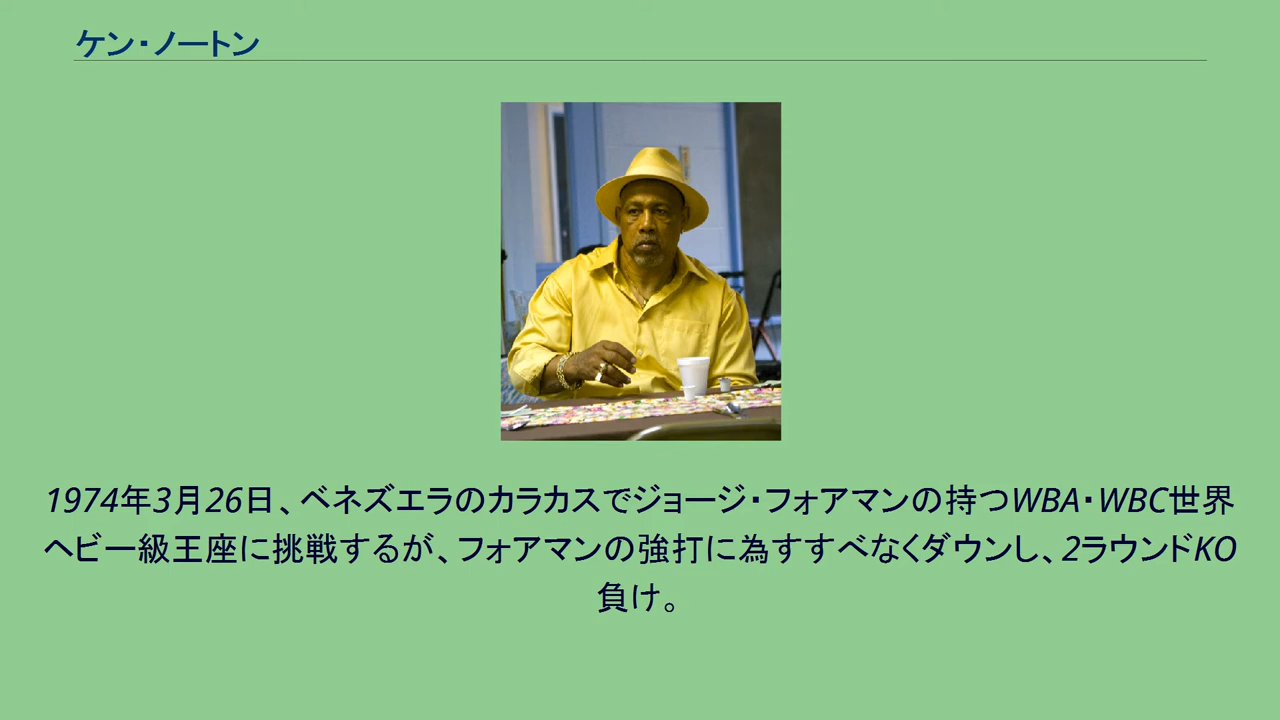 ケン・ノートン
1974年3月26日、ベネズエラのカラカスでジョージ・フォアマンの持つWBA・WBC世界
ヘビー級王座に挑戦するが、フォアマンの強打に為すすべなくダウンし、2ラウンドKO
負け。